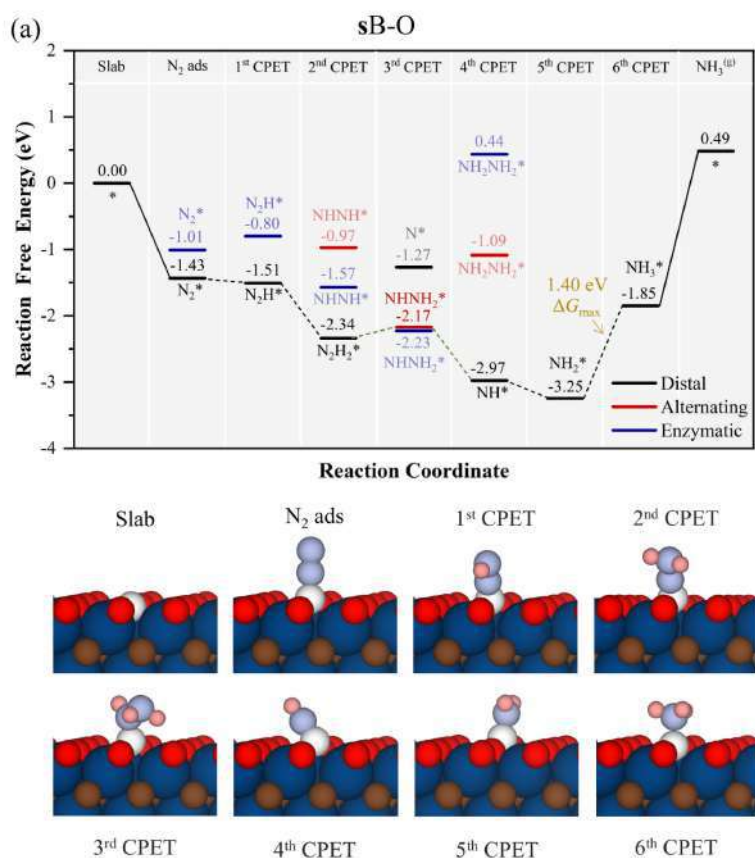 (a)
sB-O
Reaction Free Energy (eV)
2
1
0
-1
-2
-3
-4
Slab
N₂ ads
1st CPET
2nd CPET
3rd CPET
4th CPET
5th CPET
6th CPET
NH₃(g)
0.00
*
N₂*
-1.01
-1.43
N₂*
N₂H*
-0.80
-1.51
N₂H*
NHNH*
-0.97
-1.57
NHNH*
-2.34
N₂H₂*
N*
-1.27
NHNH₂*
-2.17
-2.23
NHNH₂*
0.44
NH₂NH₂*
-1.09
NH₂NH₂*
-2.97
NH*
NH₂*
-3.25
1.40 eV
ΔGmax
NH₃*
-1.85
0.49
*
Distal
Alternating
Enzymatic
Reaction Coordinate
Slab
N₂ ads
1st CPET
2nd CPET
3rd CPET
4th CPET
5th CPET
6th CPET